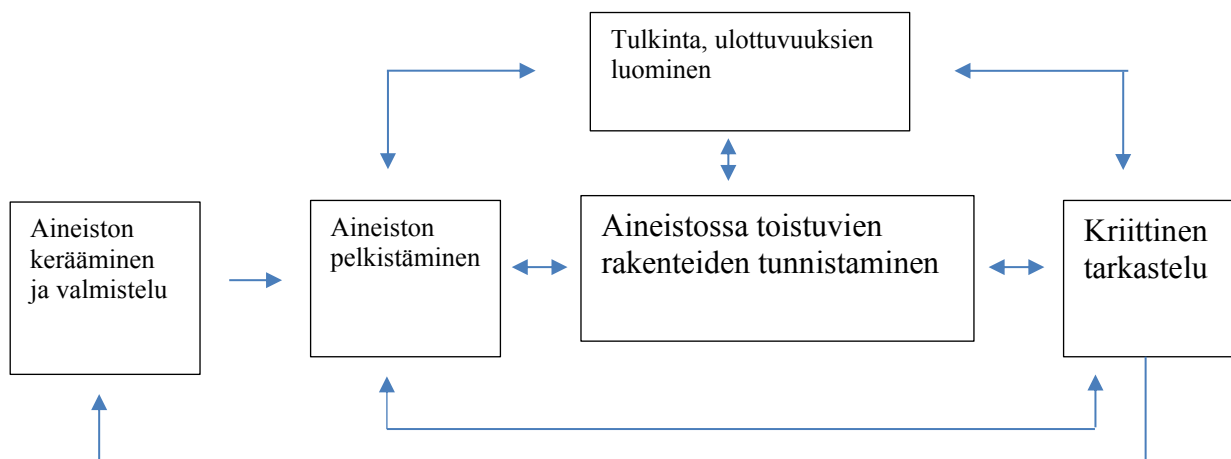 Tulkinta, ulottuvuuksien
luominen
Aineiston
kerääminen
ja valmistelu
Aineiston
pelkistäminen
Aineistossa toistuvien
rakenteiden tunnistaminen
Kriittinen
tarkastelu